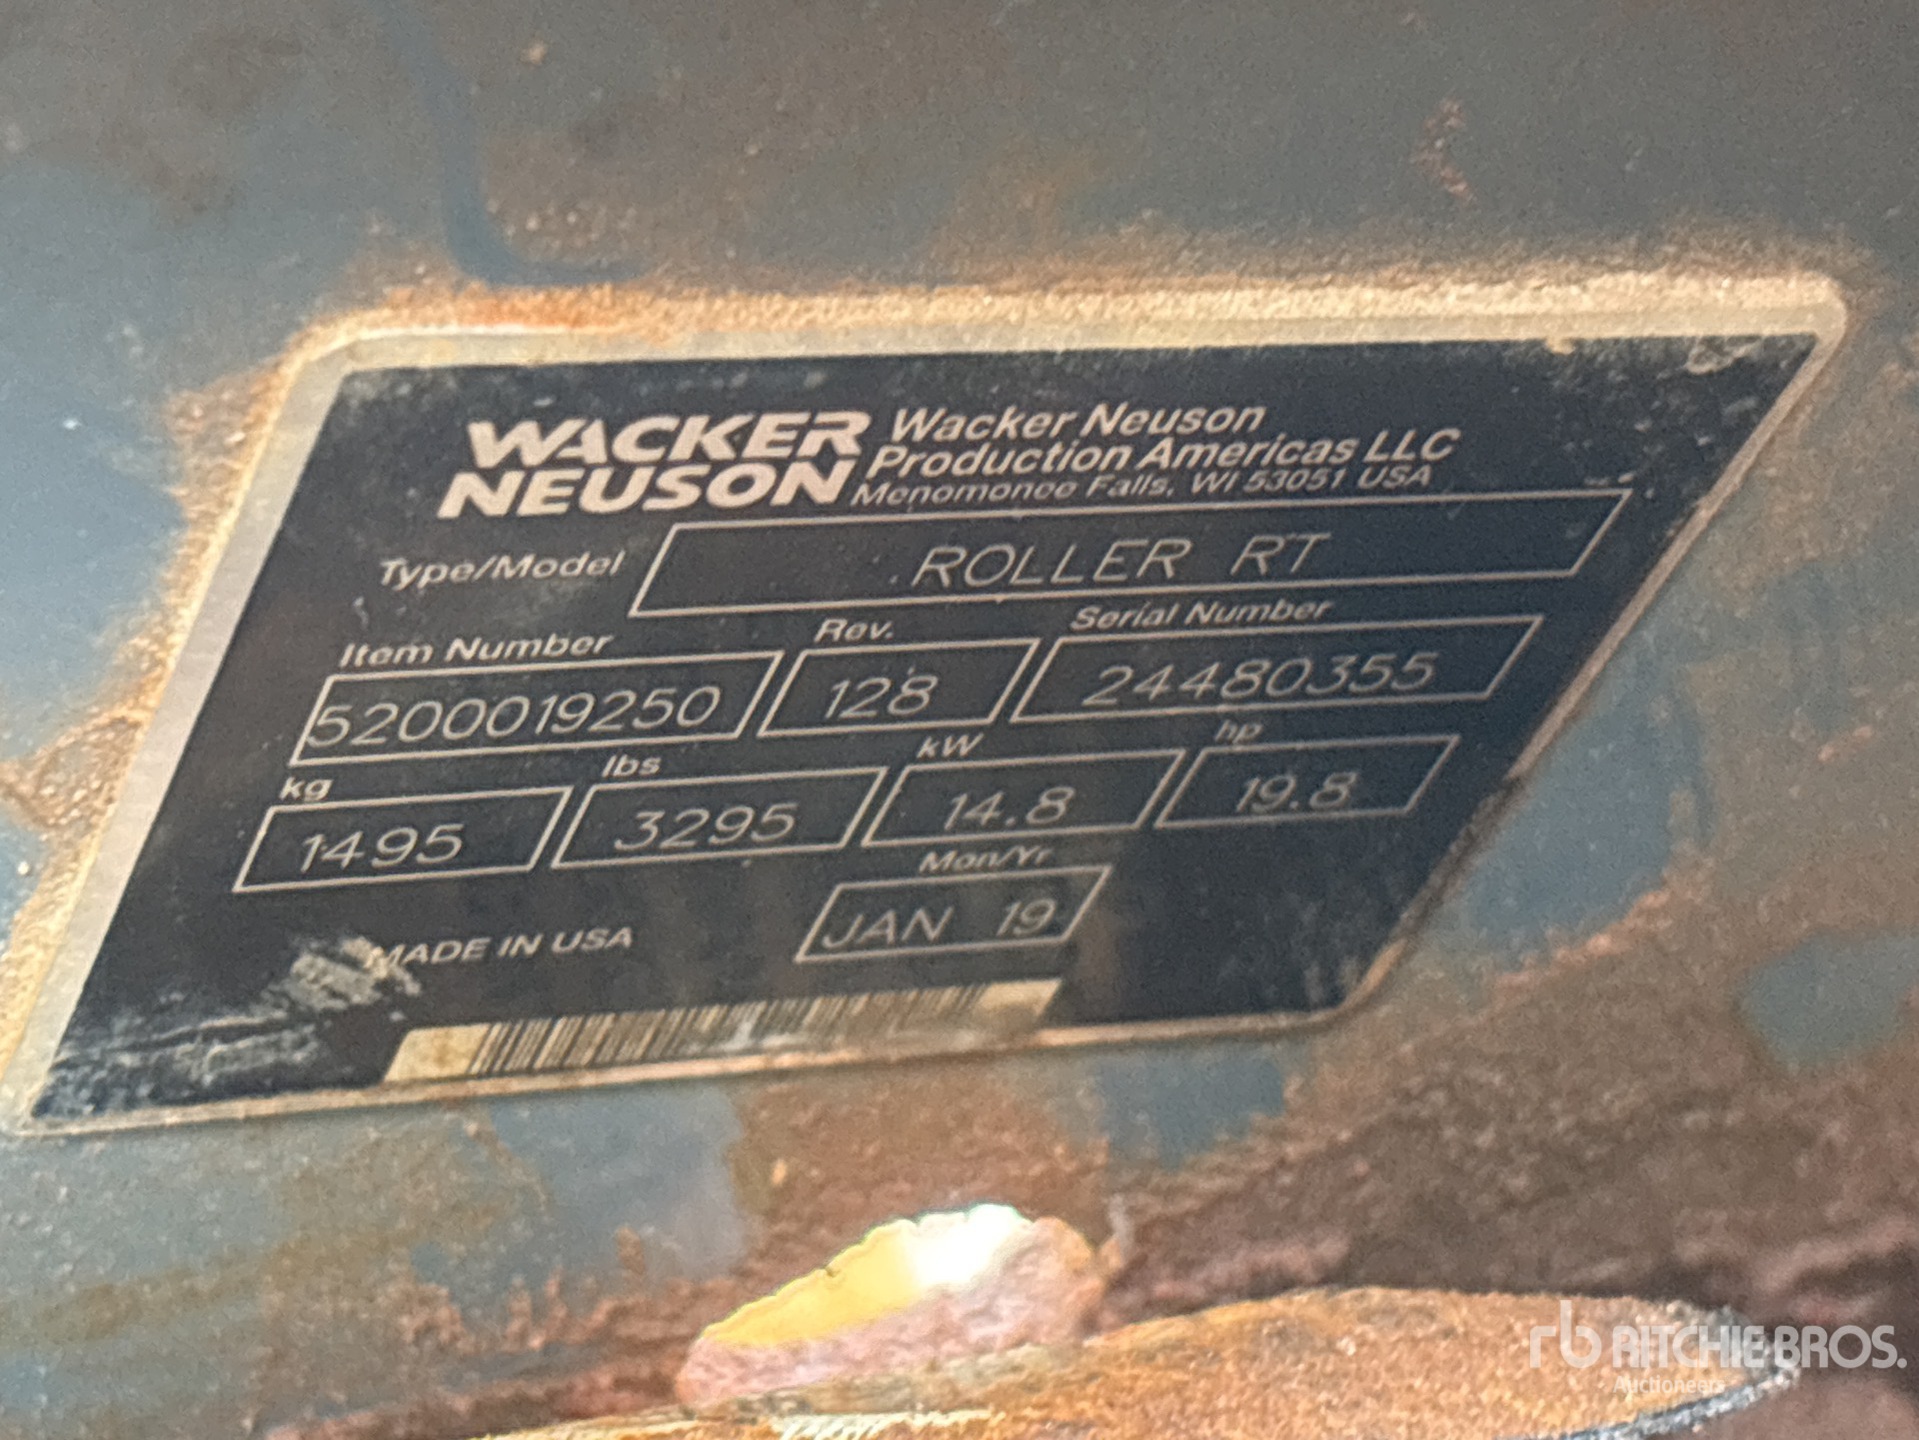 WACKER
NEUSON
Wacker Neuson
Production Americas LLC
Menomonee Falls, WI 53051 USA
Type/Model ROLLER RT
Item Number Rev. Serial Number
5200019250 128 24480355
kg lbs kW hp
1495 3295 14.8 19.8
Mon/Yr
MADE IN USA JAN 19
rb RITCHIE BROS.
Auctioneers